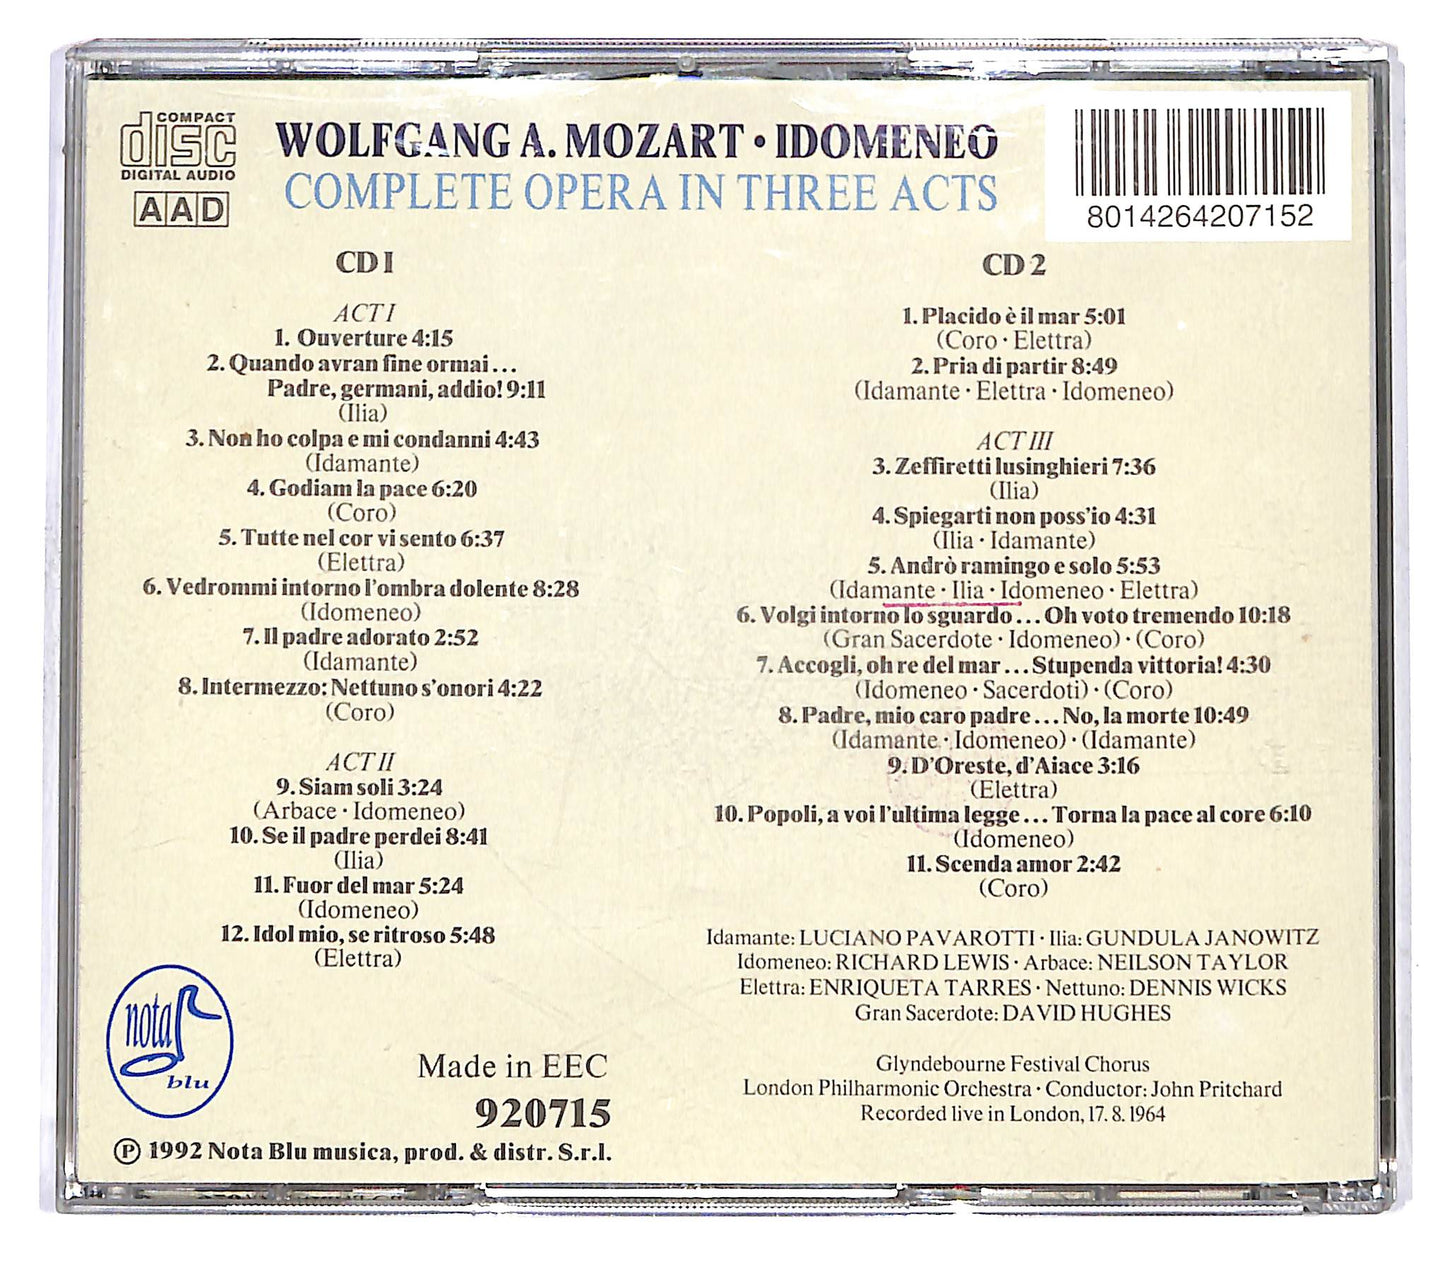 COMPACT
disc
DIGITAL AUDIO
AAD
WOLFGANG A. MOZART · IDOMENEO
COMPLETE OPERA IN THREE ACTS
8014264207152
CD 1
ACT I
1. Ouverture 4:15
2. Quando avran fine ormai...
Padre, germani, addio! 9:11
(Ilia)
3. Non ho colpa e mi condanni 4:43
(Idamante)
4. Godiam la pace 6:20
(Coro)
5. Tutte nel cor vi sento 6:37
(Elettra)
6. Vedrommi intorno l'ombra dolente 8:28
(Idomeneo)
7. Il padre adorato 2:52
(Idamante)
8. Intermezzo: Nettuno s'onori 4:22
(Coro)
ACT II
9. Siam soli 3:24
(Arbace · Idomeneo)
10. Se il padre perdei 8:41
(Ilia)
11. Fuor del mar 5:24
(Idomeneo)
12. Idol mio, se ritroso 5:48
(Elettra)
CD 2
1. Placido è il mar 5:01
(Coro · Elettra)
2. Pria di partir 8:49
(Idamante · Elettra · Idomeneo)
ACT III
3. Zeffiretti lusinghieri 7:36
(Ilia)
4. Spiegarti non poss'io 4:31
(Ilia · Idamante)
5. Andrò ramingo e solo 5:53
(Idamante · Ilia · Idomeneo · Elettra)
6. Volgi intorno lo sguardo... Oh voto tremendo 10:18
(Gran Sacerdote · Idomeneo) · (Coro)
7. Accogli, oh re del mar... Stupenda vittoria! 4:30
(Idomeneo · Sacerdoti) · (Coro)
8. Padre, mio caro padre... No, la morte 10:49
(Idamante · Idomeneo) · (Idamante)
9. D'Oreste, d'Aiace 3:16
(Elettra)
10. Popoli, a voi l'ultima legge... Torna la pace al core 6:10
(Idomeneo)
11. Scenda amor 2:42
(Coro)
Idamante: LUCIANO PAVAROTTI · Ilia: GUNDULA JANOWITZ
Idomeneo: RICHARD LEWIS · Arbace: NEILSON TAYLOR
Elettra: ENRIQUETA TARRES · Nettuno: DENNIS WICKS
Gran Sacerdote: DAVID HUGHES
Glyndebourne Festival Chorus
London Philharmonic Orchestra · Conductor: John Pritchard
Recorded live in London, 17. 8. 1964
nota
blu
Made in EEC
920715
℗ 1992 Nota Blu musica, prod. & distr. S.r.l.